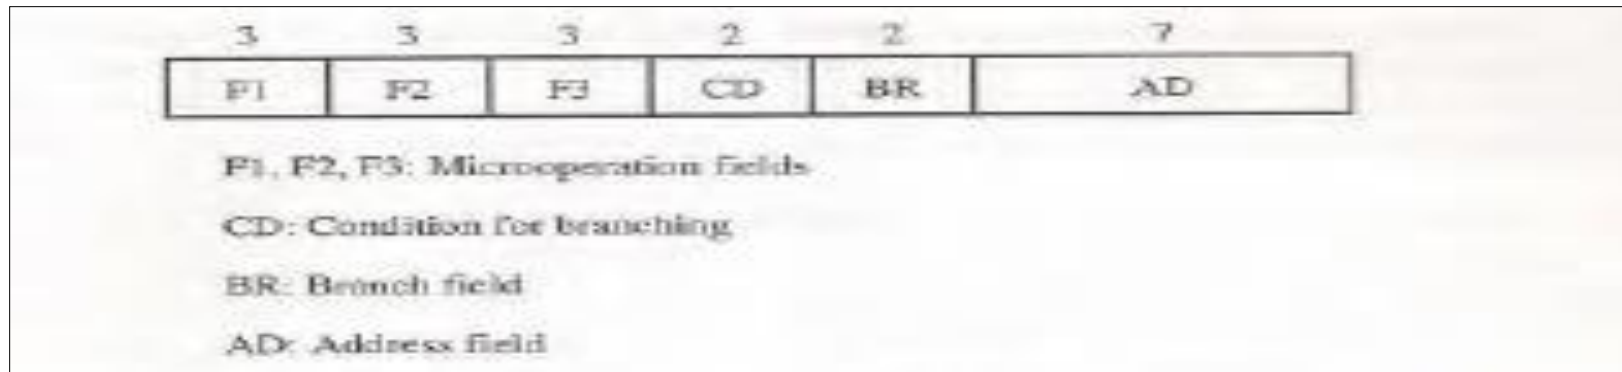 3 3 3 2 2 7
F1 F2 F3 CD BR AD
F1, F2, F3: Microoperation fields
CD: Condition for branching
BR: Branch field
AD: Address field